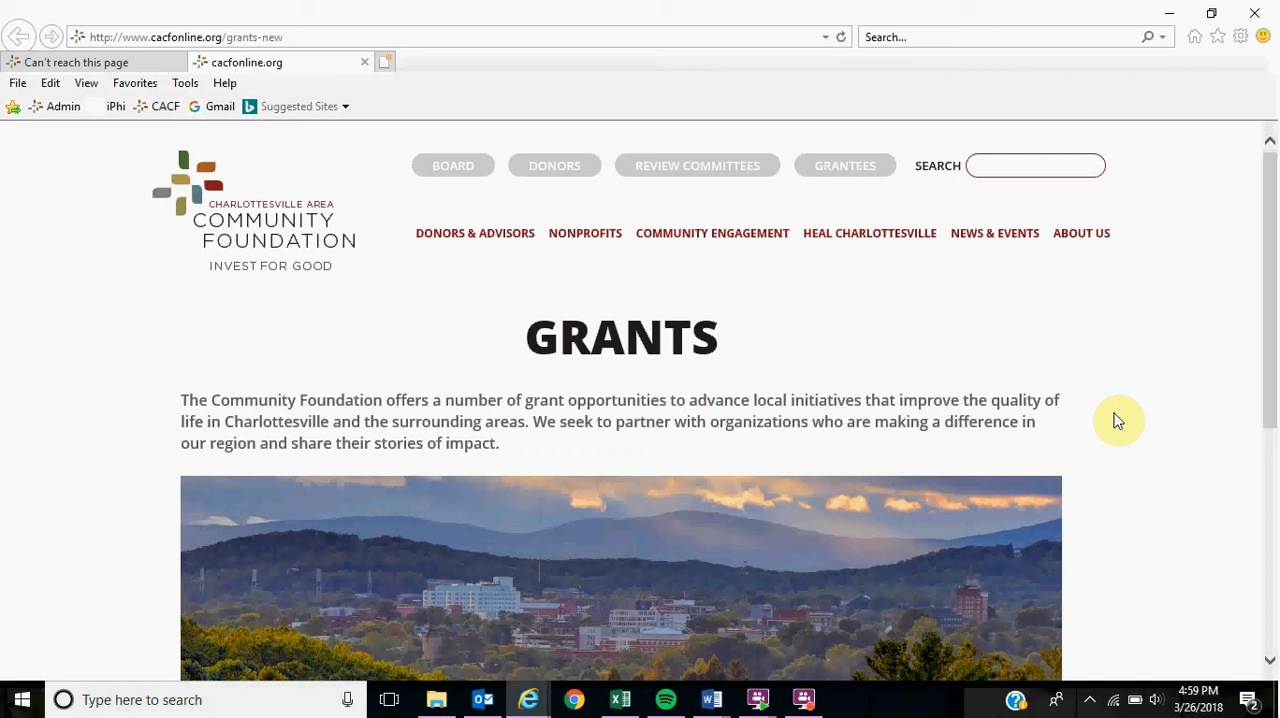 http://www.cacfonline.org/grants-new
Search...
Can't reach this page
cacfonline.org
File Edit View Favorites Tools Help
Admin iPhi CACF Gmail Suggested Sites
BOARD DONORS REVIEW COMMITTEES GRANTEES SEARCH
CHARLOTTESVILLE AREA
COMMUNITY
FOUNDATION
INVEST FOR GOOD
DONORS & ADVISORS NONPROFITS COMMUNITY ENGAGEMENT HEAL CHARLOTTESVILLE NEWS & EVENTS ABOUT US
GRANTS
The Community Foundation offers a number of grant opportunities to advance local initiatives that improve the quality of
life in Charlottesville and the surrounding areas. We seek to partner with organizations who are making a difference in
our region and share their stories of impact.
Type here to search
4:59 PM
3/26/2018
2